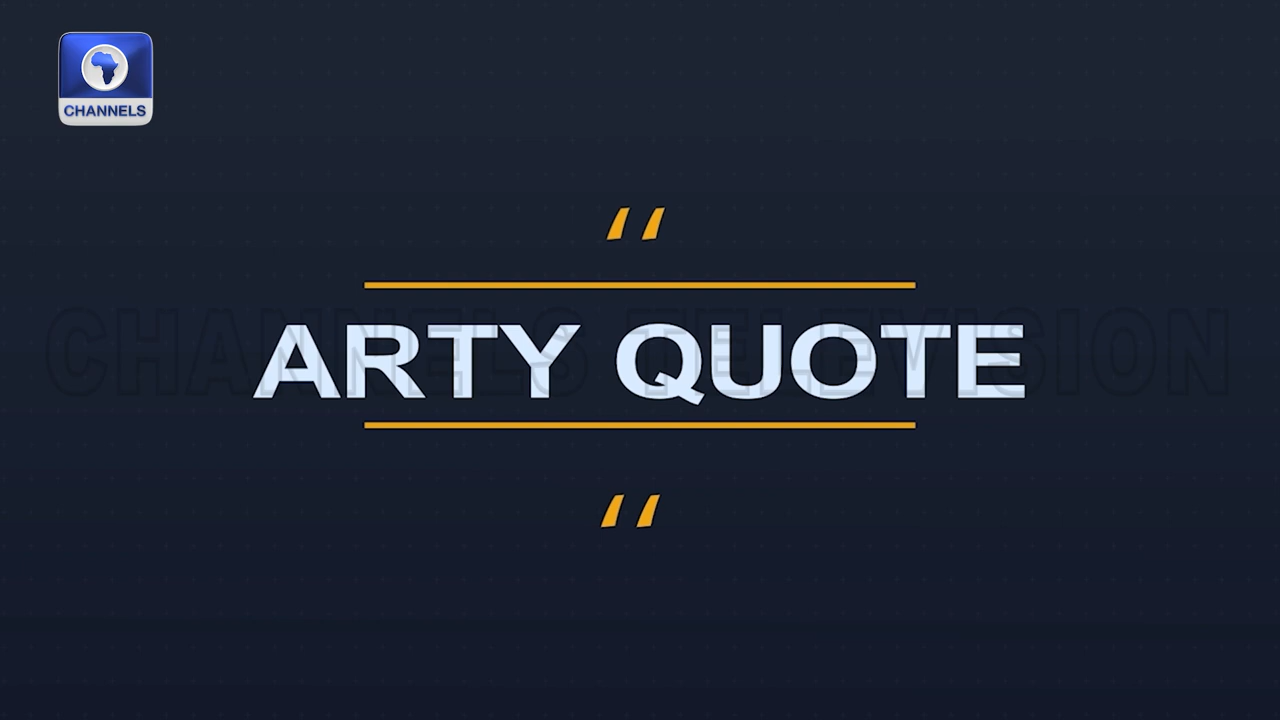 CHANNELS
“
CHANNELS TELEVISION
ARTY QUOTE
“